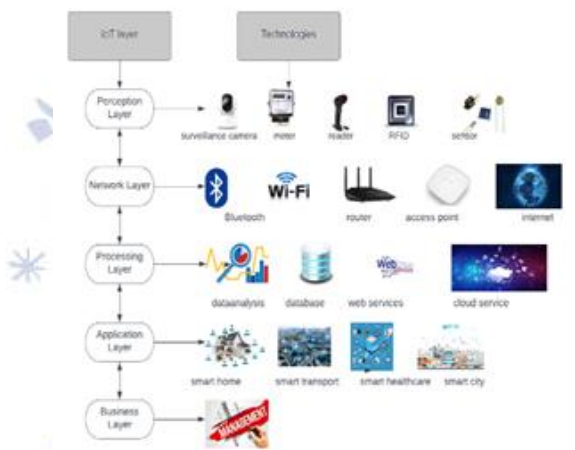 IoT layer
Technologies
Perception
Layer
surveillance camera
meter
reader
RFID
sensor
Network Layer
Wi-Fi
Bluetooth
router
access point
internet
Processing
Layer
Web
dataanalysis
database
web services
cloud service
Application
Layer
smart home
smart transport
smart healthcare
smart city
Business
Layer
MANAGEMENT